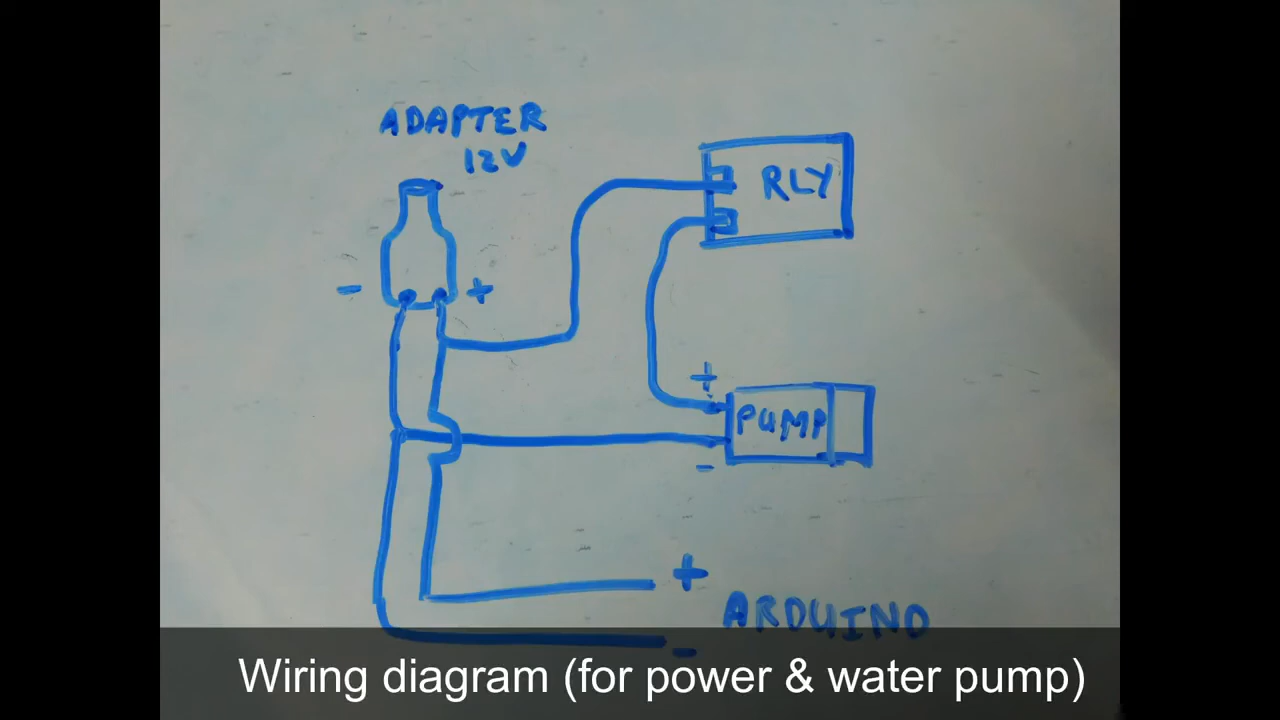 ADAPTER
12V
RLY
- +
+
PUMP
-
+
ARDUINO
-
Wiring diagram (for power & water pump)